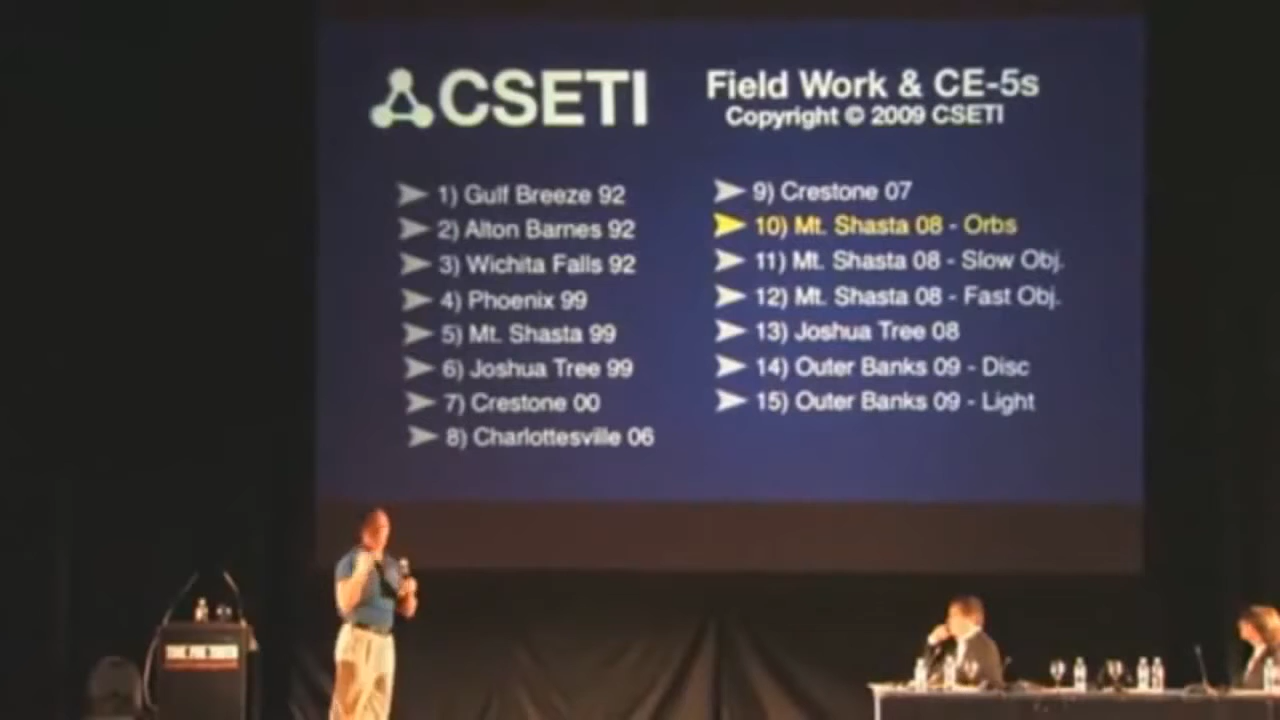 CSETI
Field Work & CE-5s
Copyright © 2009 CSETI
1) Gulf Breeze 92
2) Alton Barnes 92
3) Wichita Falls 92
4) Phoenix 99
5) Mt. Shasta 99
6) Joshua Tree 99
7) Crestone 00
8) Charlottesville 06
9) Crestone 07
10) Mt. Shasta 08 - Orbs
11) Mt. Shasta 08 - Slow Obj.
12) Mt. Shasta 08 - Fast Obj.
13) Joshua Tree 08
14) Outer Banks 09 - Disc
15) Outer Banks 09 - Light